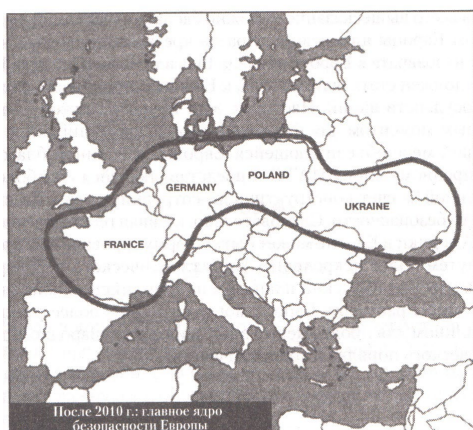 POLAND
GERMANY
UKRAINE
FRANCE
После 2010 г.: главное ядро
безопасности Европы